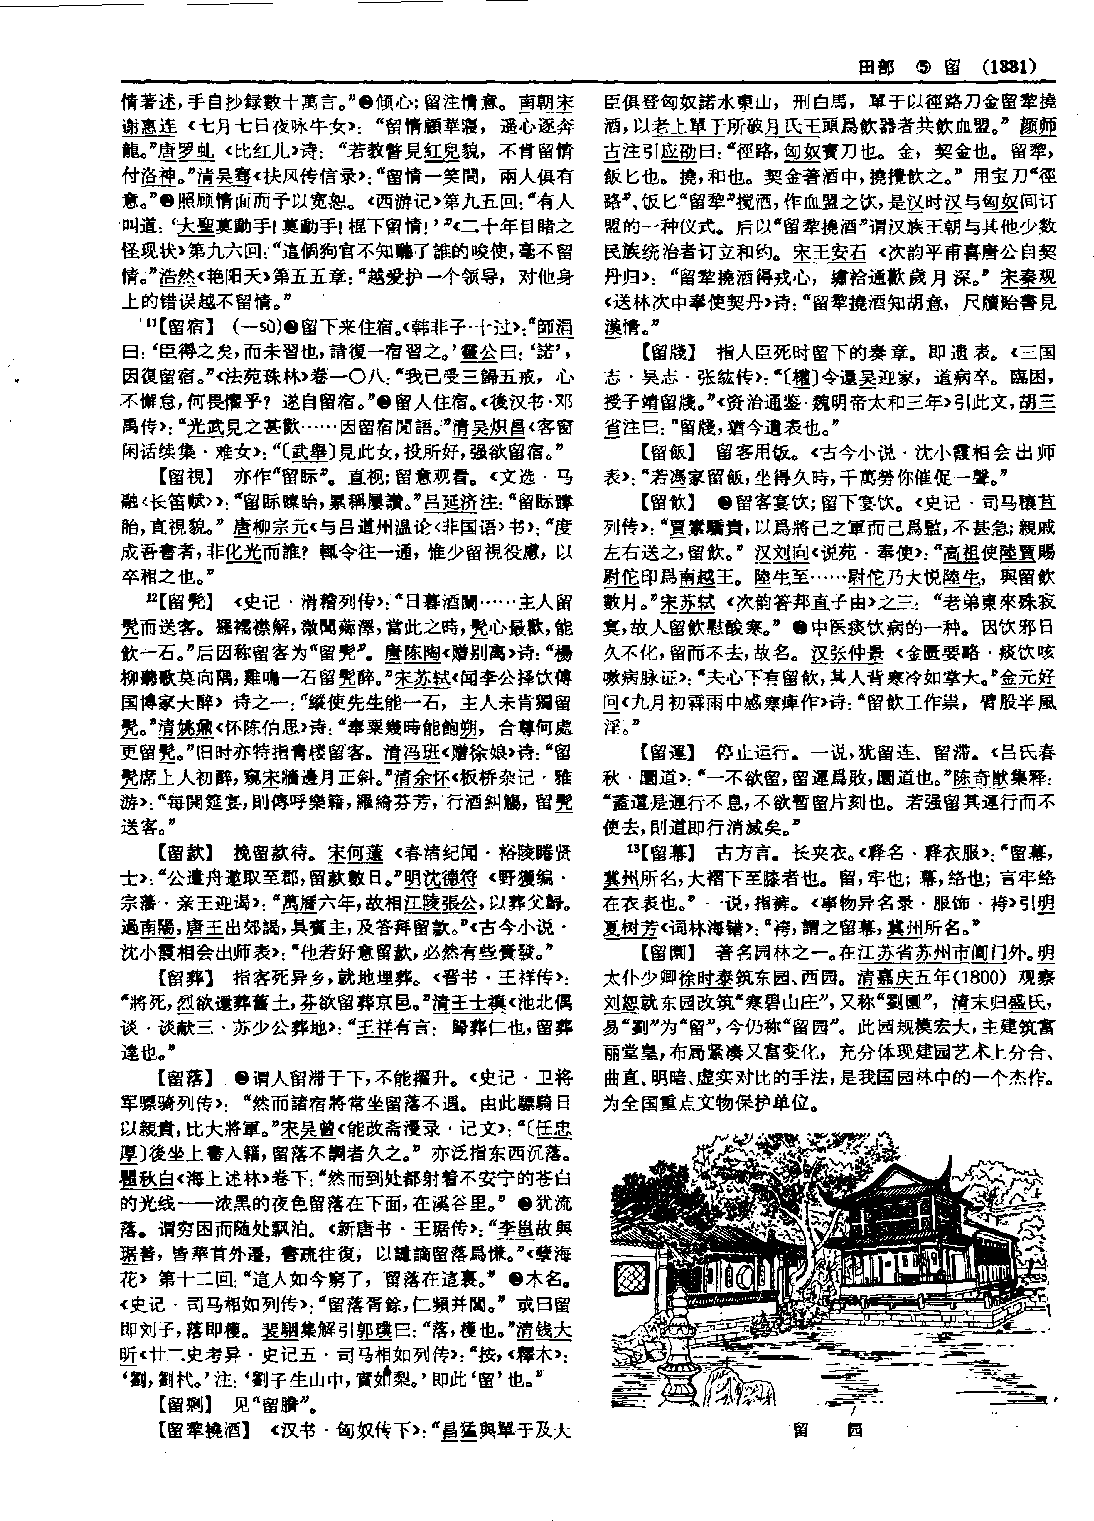 田部 ⑤ 留 (1331)
情著述，手自抄録數十萬言。”❷倾心；留注情意。南朝宋
谢惠连《七月七日夜咏牛女》：“留情顧華寢，遥心逐奔
龍。”唐罗虬《比红儿》诗：“若教瞥見紅兒貌，不肯留情
付洛神。”清吴骞《扶风传信录》：“留情一笑間，兩人俱有
意。”❸照顾情面而予以宽恕。《西游记》第九五回：“有人
叫道：‘大聖莫動手！莫動手！棍下留情！’”《二十年目睹之
怪现状》第九六回：“這個狗官不知聽了誰的唆使，毫不留
情。”浩然《艳阳天》第五五章：“越爱护一个领导，对他身
上的错误越不留情。”
11【留宿】 （—sù）❶留下来住宿。《韩非子·十过》：“師涓
曰：‘臣得之矣，而未習也，請復一宿習之。’靈公曰：‘諾’，
因復留宿。”《法苑珠林》卷一〇八：“我已受三歸五戒，心
不懈怠，何畏懼乎？遂自留宿。”❷留人住宿。《後汉书·邓
禹传》：“光武見之甚歡……因留宿閒語。”清吴炽昌《客窗
闲话续集·难女》：“〔武舉〕見此女，投所好，强欲留宿。”
【留視】 亦作“留眎”。直视；留意观看。《文选·马
融〈长笛赋〉》：“留眎瞭眙，累稱屢讚。”吕延济注：“留眎瞭
眙，直視貌。”唐柳宗元《与吕道州温论〈非国语〉书》：“度
成吾書者，非化光而誰？輒令往一通，惟少留視役慮，以
卒相之也。”
12【留髡】 《史记·滑稽列传》：“日暮酒闌……主人留
髡而送客。羅襦襟解，微聞薌澤，當此之時，髡心最歡，能
飲一石。”后因称留客为“留髡”。唐陈陶《赠别离》诗：“楊
柳聽歌莫向隅，雞鳴一石留髡醉。”宋苏轼《闻李公择饮傅
国博家大醉》诗之一：“縱使先生能一石，主人未肯獨留
髡。”清姚鼐《怀陈伯思》诗：“奉粟幾時能飽朔，合尊何處
更留髡。”旧时亦特指青楼留客。清冯班《赠徐娘》诗：“留
髡席上人初醉，窺宋牆邊月正斜。”清余怀《板桥杂记·雅
游》：“每開筵宴，則傳呼樂籍，羅綺芬芳，行酒糾觴，留髡
送客。”
【留款】 挽留款待。宋何薳《春渚纪闻·裕陵睠贤
士》：“公遣舟邀取至郡，留款數日。”明沈德符《野獲编·
宗藩·亲王迎谒》：“萬曆六年，故相江陵張公，以葬父歸。
過南陽，唐王出郊謁，具賓主，及答拜留款。”《古今小说·
沈小霞相会出师表》：“他若好意留款，必然有些賫發。”
【留葬】 指客死异乡，就地埋葬。《晋书·王祥传》：
“將死，烈欲還葬舊土，芬欲留葬京邑。”清王士禛《池北偶
谈·谈献三·苏少公葬地》：“王祥有言：歸葬仁也，留葬
達也。”
【留落】 ❶谓人留滞于下，不能擢升。《史记·卫将
军骠骑列传》：“然而諸宿將常坐留落不遇。由此驃騎日
以親貴，比大將軍。”宋吴曾《能改斋漫录·记文》：“〔任忠
厚〕後坐上書入籍，留落不調者久之。”亦泛指东西沉落。
瞿秋白《海上述林》卷下：“然而到处都射着不安宁的苍白
的光线——浓黑的夜色留落在下面，在溪谷里。”❷犹流
落。谓穷困而随处飘泊。《新唐书·王琚传》：“李邕故與
琚善，皆華首外遷，書疏往復，以譴謫留落爲慊。”《孽海
花》第十二回：“這人如今窮了，留落在這裏。”❸木名。
《史记·司马相如列传》：“留落胥餘，仁頻并閭。”或曰留
即刘子，落即檴。裴駰集解引郭璞曰：“落，檴也。”清钱大
昕《廿二史考异·史记五·司马相如列传》：“按，《釋木》：
‘劉，劉杙。’注：‘劉子生山中，實如梨。’即此‘留’也。”
【留剩】 见“留賸”。
【留犂撓酒】 《汉书·匈奴传下》：“昌猛與單于及大
臣俱登匈奴諾水東山，刑白馬，單于以徑路刀金留犂撓
酒，以老上單于所破月氏王頭爲飲器者共飲血盟。”颜师
古注引应劭曰：“徑路，匈奴寶刀也。金，契金也。留犂，
飯匕也。撓，和也。契金著酒中，撓攪飲之。”用宝刀“徑
路”、饭匕“留犂”搅酒，作血盟之饮，是汉时汉与匈奴间订
盟的一种仪式。后以“留犂撓酒”谓汉族王朝与其他少数
民族统治者订立和约。宋王安石《次韵平甫喜唐公自契
丹归》：“留犂撓酒得戎心，繡袷通歡歲月深。”宋秦观
《送林次中奉使契丹》诗：“留犂撓酒知胡意，尺牘貽書見
漢情。”
【留牋】 指人臣死时留下的奏章。即遗表。《三国
志·吴志·张纮传》：“〔權〕令還吴迎家，道病卒。臨困，
授子靖留牋。”《资治通鉴·魏明帝太和三年》引此文，胡三
省注曰：“留牋，猶今遺表也。”
【留飯】 留客用饭。《古今小说·沈小霞相会出师
表》：“若馮家留飯，坐得久時，千萬勞你催促一聲。”
【留飲】 ❶留客宴饮；留下宴饮。《史记·司马穰苴
列传》：“賈素驕貴，以爲將己之軍而己爲監，不甚急；親戚
左右送之，留飲。”汉刘向《说苑·奉使》：“高祖使陸賈賜
尉佗印爲南越王。陸生至……尉佗乃大悦陸生，與留飲
數月。”宋苏轼《次韵答邦直子由》之三：“老弟東來殊寂
寞，故人留飲慰酸寒。”❷中医痰饮病的一种。因饮邪日
久不化，留而不去，故名。汉张仲景《金匮要略·痰饮咳
嗽病脉证》：“夫心下有留飲，其人背寒冷如掌大。”金元好
问《九月初霖雨中感寒痺作》诗：“留飲工作祟，臂股半風
淫。”
【留運】 停止运行。一说，犹留连、留滞。《吕氏春
秋·圜道》：“一不欲留，留運爲敗，圜道也。”陈奇猷集释：
“蓋道是運行不息，不欲暫留片刻也。若强留其運行而不
使去，則道即行消滅矣。”
13【留幕】 古方言。长夹衣。《释名·释衣服》：“留幕，
冀州所名，大褶下至膝者也。留，牢也；幕，絡也；言牢絡
在衣表也。”一说，指裤。《事物异名录·服饰·袴》引明
夏树芳《词林海错》：“袴，謂之留幕，冀州所名。”
【留園】 著名园林之一。在江苏省苏州市阊门外。明
太仆少卿徐时泰筑东园、西园。清嘉庆五年(1800)观察
刘恕就东园改筑“寒碧山庄”，又称“劉園”，清末归盛氏，
易“劉”为“留”，今仍称“留园”。此园规模宏大，主建筑富
丽堂皇，布局紧凑又富变化，充分体现建园艺术上分合、
曲直、明暗、虚实对比的手法，是我国园林中的一个杰作。
为全国重点文物保护单位。
留 园